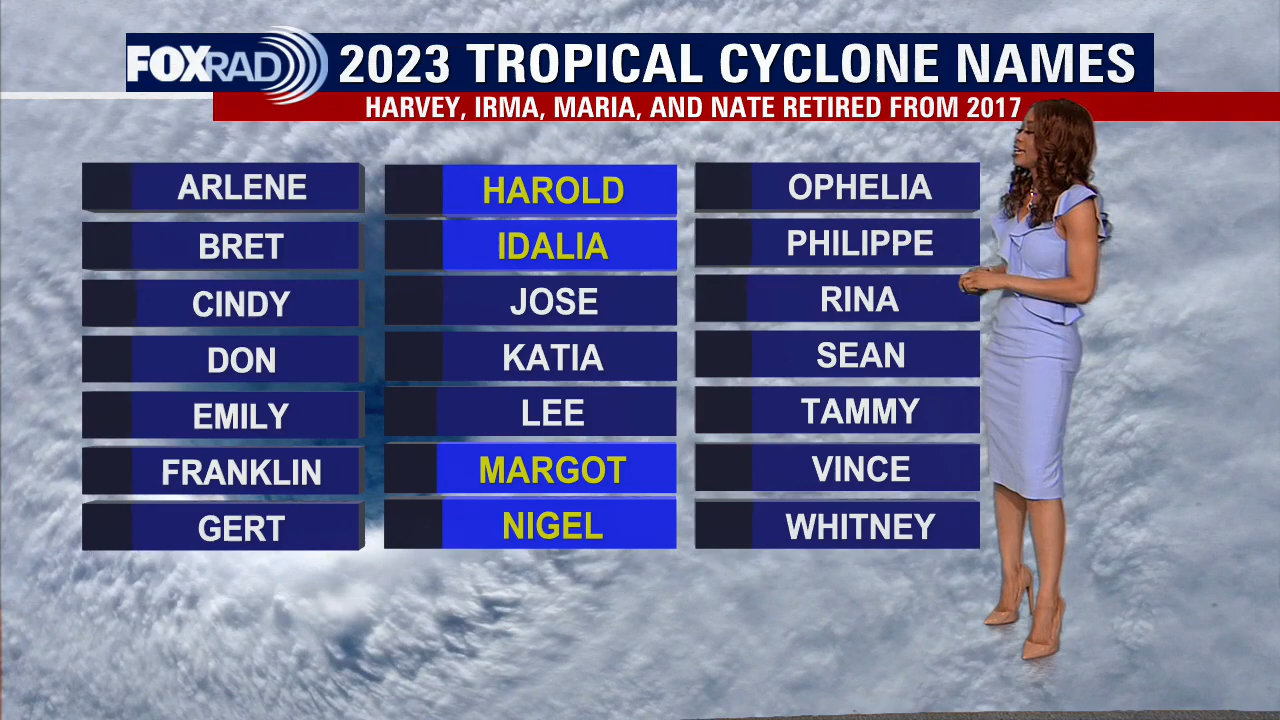 FOXRAD 2023 TROPICAL CYCLONE NAMES
HARVEY, IRMA, MARIA, AND NATE RETIRED FROM 2017
ARLENE
BRET
CINDY
DON
EMILY
FRANKLIN
GERT
HAROLD
IDALIA
JOSE
KATIA
LEE
MARGOT
NIGEL
OPHELIA
PHILIPPE
RINA
SEAN
TAMMY
VINCE
WHITNEY